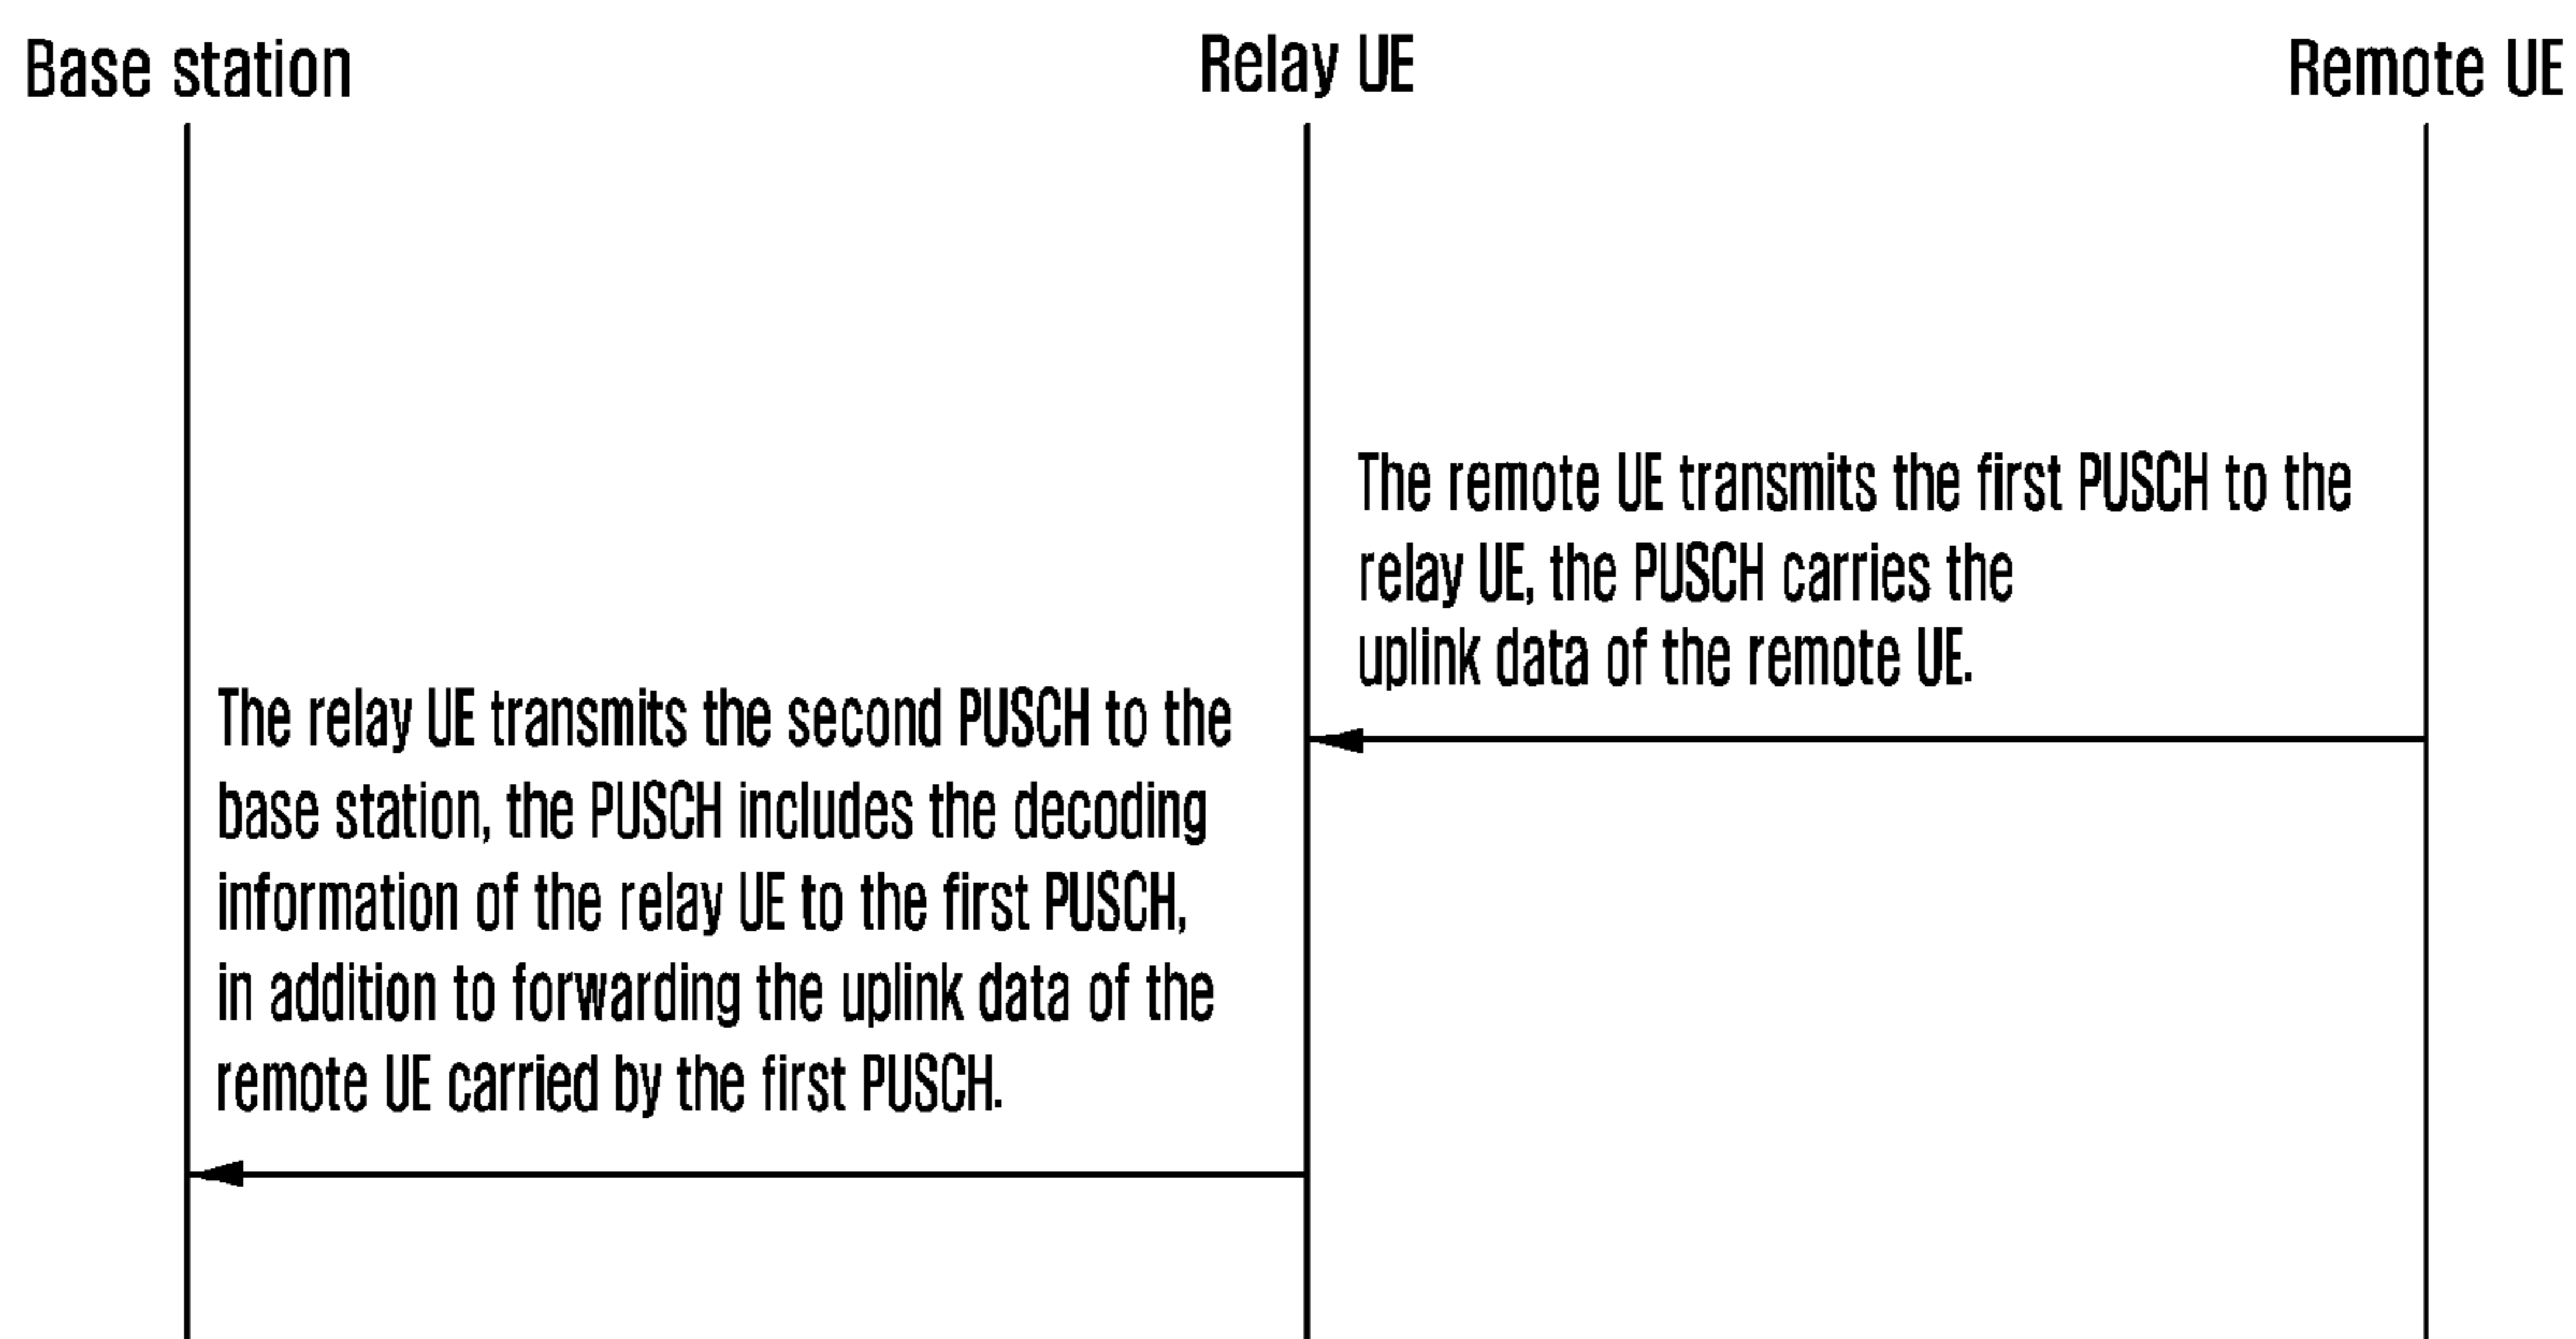 Base station
Relay UE
Remote UE
The remote UE transmits the first PUSCH to the
relay UE, the PUSCH carries the
uplink data of the remote UE.
The relay UE transmits the second PUSCH to the
base station, the PUSCH includes the decoding
information of the relay UE to the first PUSCH,
in addition to forwarding the uplink data of the
remote UE carried by the first PUSCH.